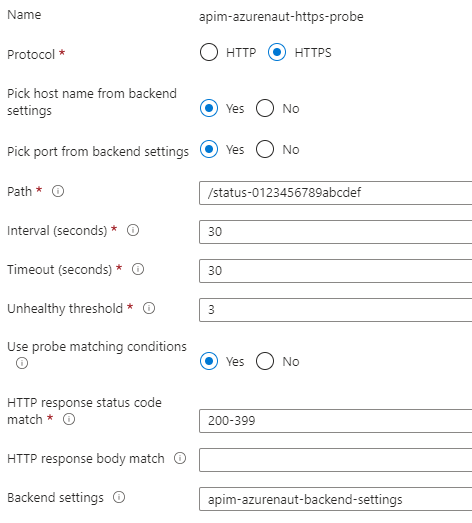 Name apim-azurenaut-https-probe
Protocol * HTTP HTTPS
Pick host name from backend
settings Yes No
Pick port from backend settings Yes No
Path * /status-0123456789abcdef
Interval (seconds) * 30
Timeout (seconds) * 30
Unhealthy threshold * 3
Use probe matching conditions
Yes No
HTTP response status code
match * 200-399
HTTP response body match
Backend settings apim-azurenaut-backend-settings